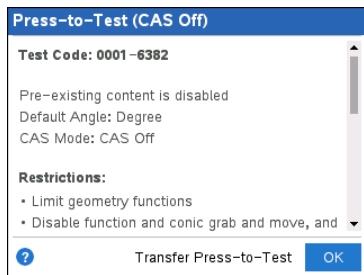 Press-to-Test (CAS Off)
Test Code: 0001-6382
Pre-existing content is disabled
Default Angle: Degree
CAS Mode: CAS Off
Restrictions:
• Limit geometry functions
• Disable function and conic grab and move, and
? Transfer Press-to-Test OK